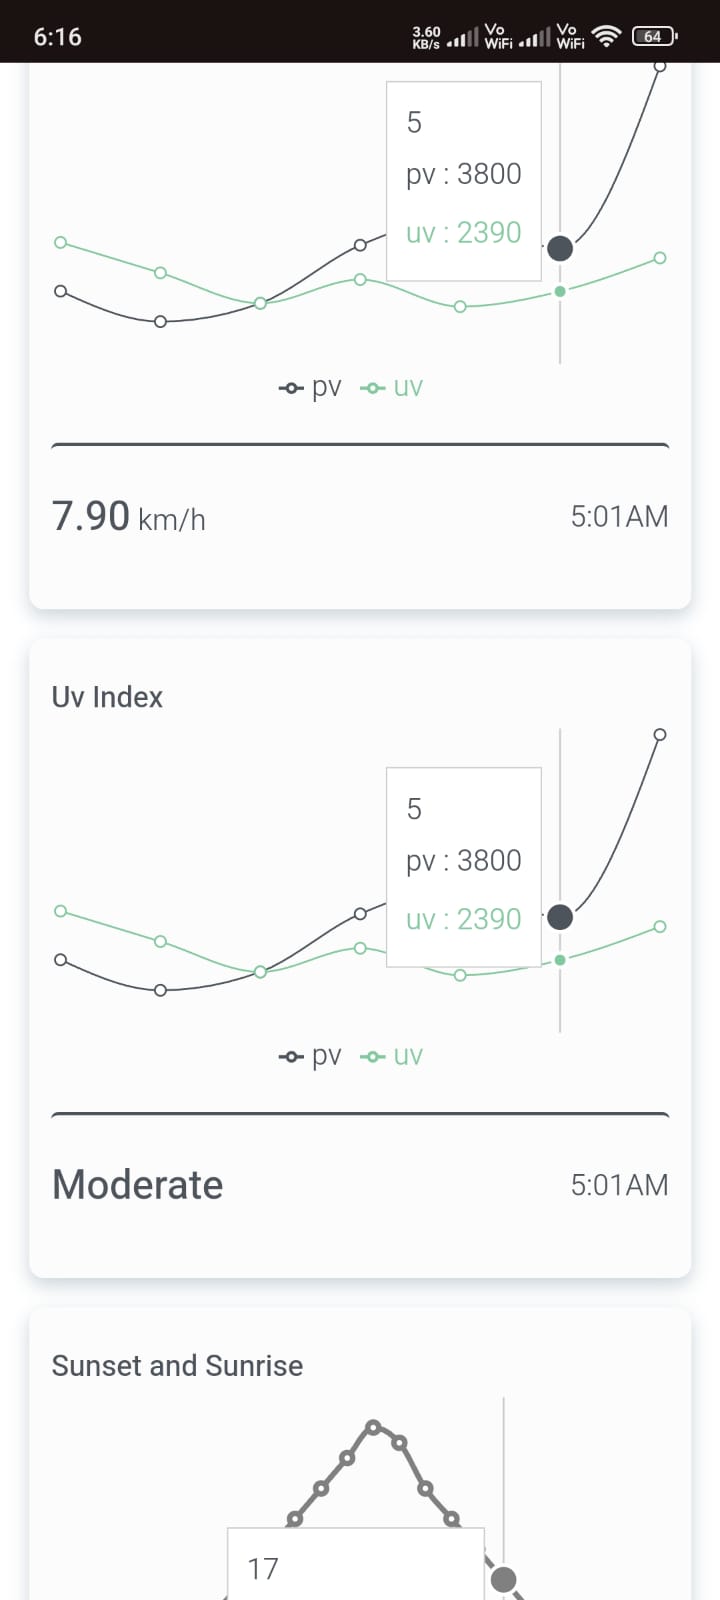 6:16 3.60 KB/s Vo WiFi Vo WiFi 64
5
pv : 3800
uv : 2390
pv uv
7.90 km/h 5:01AM
Uv Index
5
pv : 3800
uv : 2390
pv uv
Moderate 5:01AM
Sunset and Sunrise
17